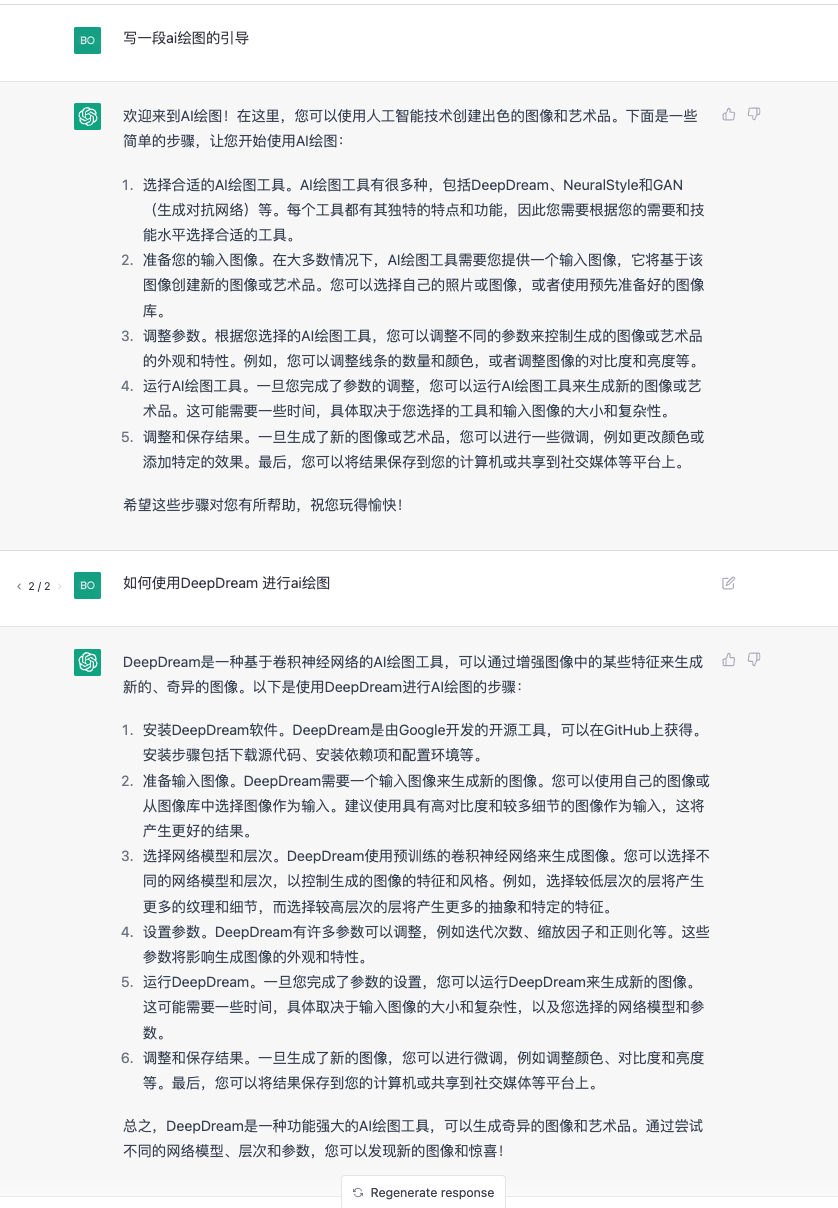 BO
写一段ai绘图的引导
欢迎来到AI绘图！在这里，您可以使用人工智能技术创建出色的图像和艺术品。下面是一些
简单的步骤，让您开始使用AI绘图：
1. 选择合适的AI绘图工具。AI绘图工具有很多种，包括DeepDream、NeuralStyle和GAN
（生成对抗网络）等。每个工具都有其独特的特点和功能，因此您需要根据您的需要和技
能水平选择合适的工具。
2. 准备您的输入图像。在大多数情况下，AI绘图工具需要您提供一个输入图像，它将基于该
图像创建新的图像或艺术品。您可以选择自己的照片或图像，或者使用预先准备好的图像
库。
3. 调整参数。根据您选择的AI绘图工具，您可以调整不同的参数来控制生成的图像或艺术品
的外观和特性。例如，您可以调整线条的数量和颜色，或者调整图像的对比度和亮度等。
4. 运行AI绘图工具。一旦您完成了参数的调整，您可以运行AI绘图工具来生成新的图像或艺
术品。这可能需要一些时间，具体取决于您选择的工具和输入图像的大小和复杂性。
5. 调整和保存结果。一旦生成了新的图像或艺术品，您可以进行一些微调，例如更改颜色或
添加特定的效果。最后，您可以将结果保存到您的计算机或共享到社交媒体等平台上。
希望这些步骤对您有所帮助，祝您玩得愉快！
< 2 / 2 >
BO
如何使用DeepDream 进行ai绘图
DeepDream是一种基于卷积神经网络的AI绘图工具，可以通过增强图像中的某些特征来生成
新的、奇异的图像。以下是使用DeepDream进行AI绘图的步骤：
1. 安装DeepDream软件。DeepDream是由Google开发的开源工具，可以在GitHub上获得。
安装步骤包括下载源代码、安装依赖项和配置环境等。
2. 准备输入图像。DeepDream需要一个输入图像来生成新的图像。您可以使用自己的图像或
从图像库中选择图像作为输入。建议使用具有高对比度和较多细节的图像作为输入，这将
产生更好的结果。
3. 选择网络模型和层次。DeepDream使用预训练的卷积神经网络来生成图像。您可以选择不
同的网络模型和层次，以控制生成的图像的特征和风格。例如，选择较低层次的层将产生
更多的纹理和细节，而选择较高层次的层将产生更多的抽象和特定的特征。
4. 设置参数。DeepDream有许多参数可以调整，例如迭代次数、缩放因子和正则化等。这些
参数将影响生成图像的外观和特性。
5. 运行DeepDream。一旦您完成了参数的设置，您可以运行DeepDream来生成新的图像。
这可能需要一些时间，具体取决于输入图像的大小和复杂性，以及您选择的网络模型和参
数。
6. 调整和保存结果。一旦生成了新的图像，您可以进行微调，例如调整颜色、对比度和亮度
等。最后，您可以将结果保存到您的计算机或共享到社交媒体等平台上。
总之，DeepDream是一种功能强大的AI绘图工具，可以生成奇异的图像和艺术品。通过尝试
不同的网络模型、层次和参数，您可以发现新的图像和惊喜！
Regenerate response